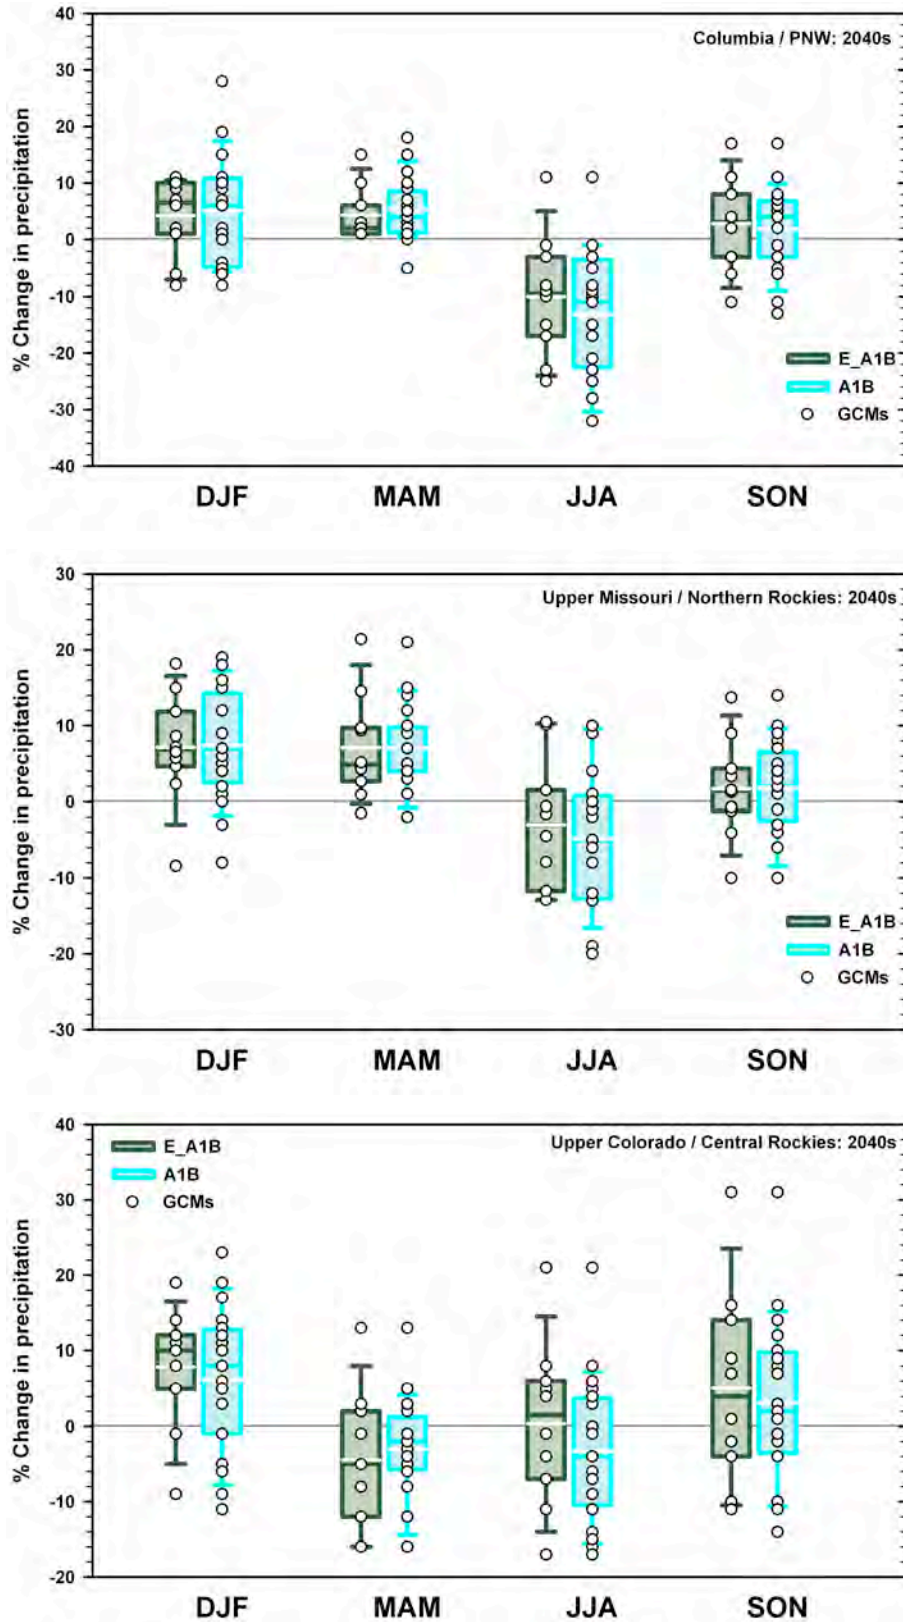 Columbia / PNW: 2040s
% Change in precipitation
40
30
20
10
0
-10
-20
-30
-40
E_A1B
A1B
GCMs
DJF MAM JJA SON
Upper Missouri / Northern Rockies: 2040s
% Change in precipitation
30
20
10
0
-10
-20
-30
E_A1B
A1B
GCMs
DJF MAM JJA SON
Upper Colorado / Central Rockies: 2040s
E_A1B
A1B
GCMs
% Change in precipitation
40
30
20
10
0
-10
-20
DJF MAM JJA SON